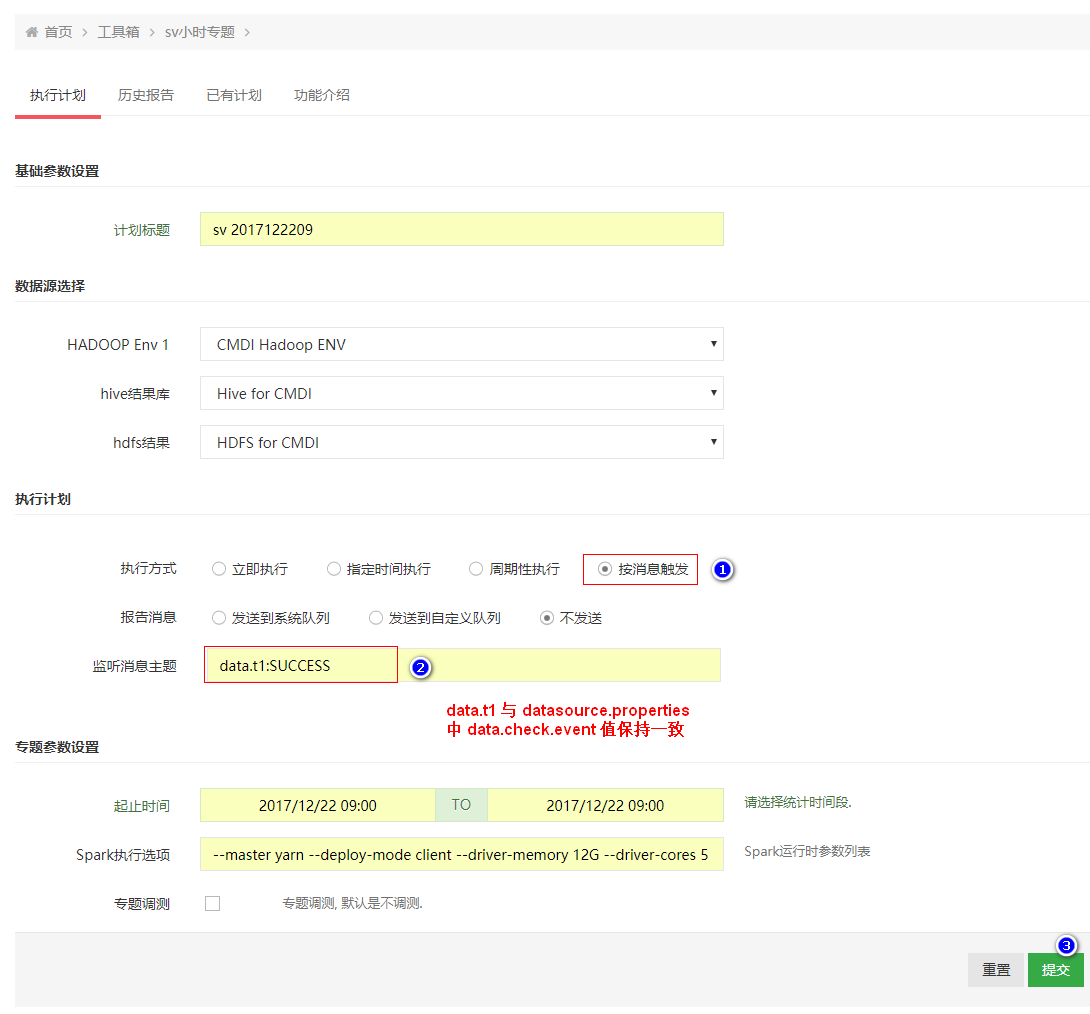 首页 > 工具箱 > sv小时专题 >
执行计划 历史报告 已有计划 功能介绍
基础参数设置
计划标题 sv 2017122209
数据源选择
HADOOP Env 1 CMDI Hadoop ENV
hive结果库 Hive for CMDI
hdfs结果 HDFS for CMDI
执行计划
执行方式 立即执行 指定时间执行 周期性执行 按消息触发 1
报告消息 发送到系统队列 发送到自定义队列 不发送
监听消息主题 data.t1:SUCCESS 2
data.t1 与 datasource.properties
中 data.check.event 值保持一致
专题参数设置
起止时间 2017/12/22 09:00 TO 2017/12/22 09:00 请选择统计时间段.
Spark执行选项 --master yarn --deploy-mode client --driver-memory 12G --driver-cores 5 Spark运行时参数列表
专题调测 专题调测, 默认是不调测.
3
重置 提交